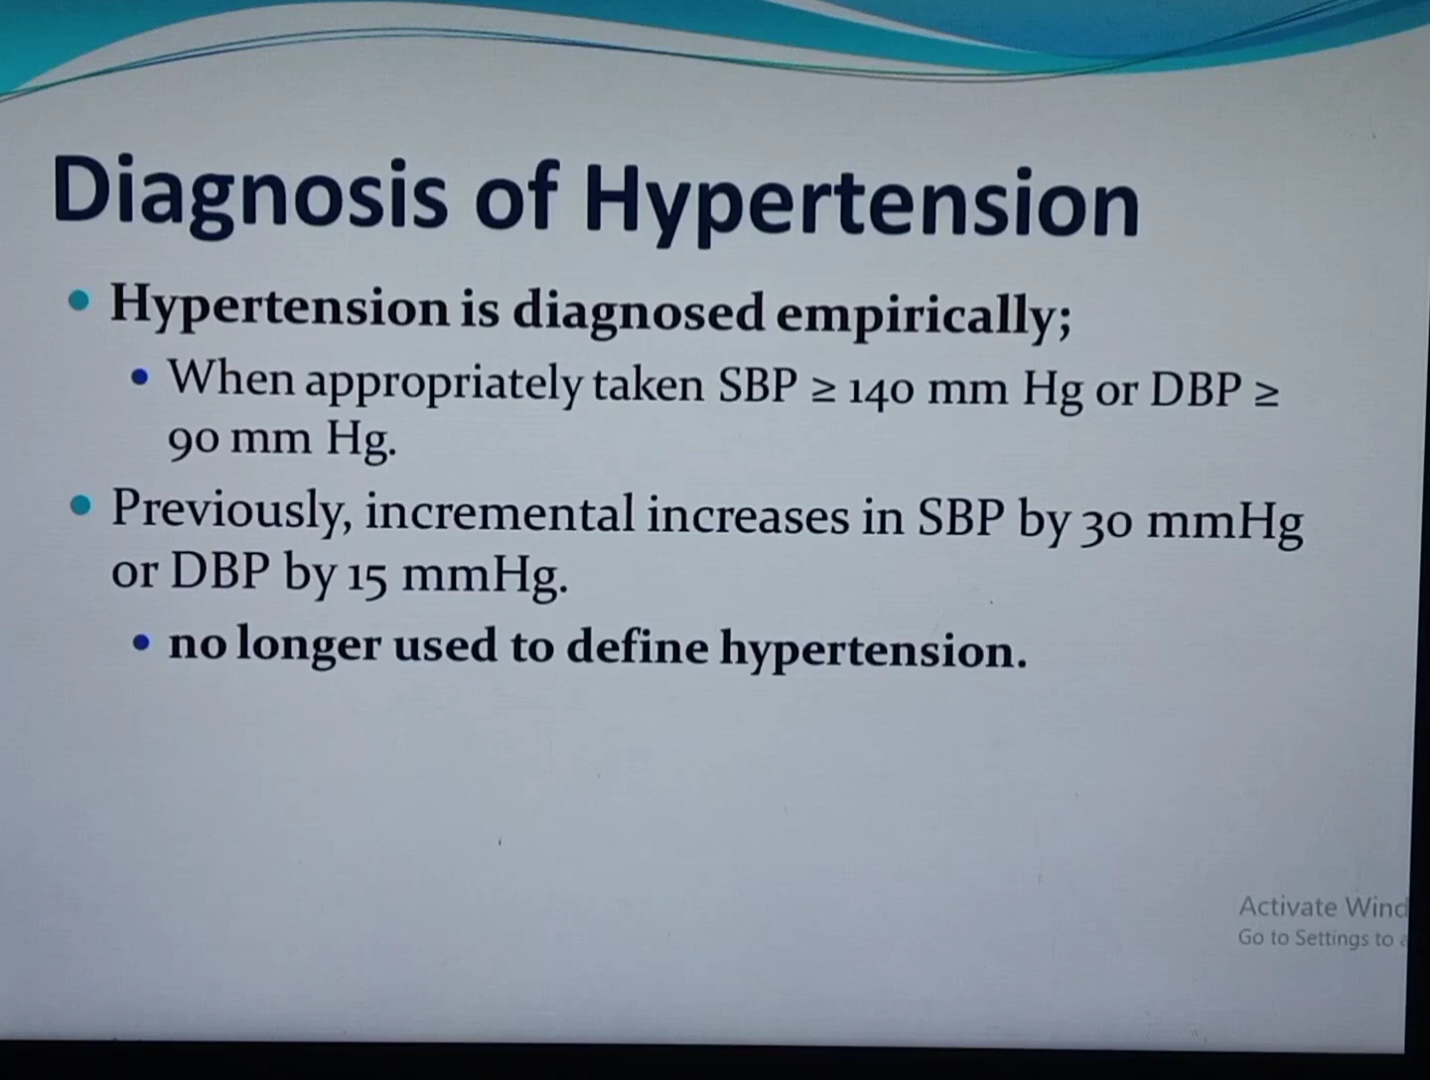 Diagnosis of Hypertension
• Hypertension is diagnosed empirically;
• When appropriately taken SBP ≥ 140 mm Hg or DBP ≥
90 mm Hg.
• Previously, incremental increases in SBP by 30 mmHg
or DBP by 15 mmHg.
• no longer used to define hypertension.
Activate Wind
Go to Settings to a